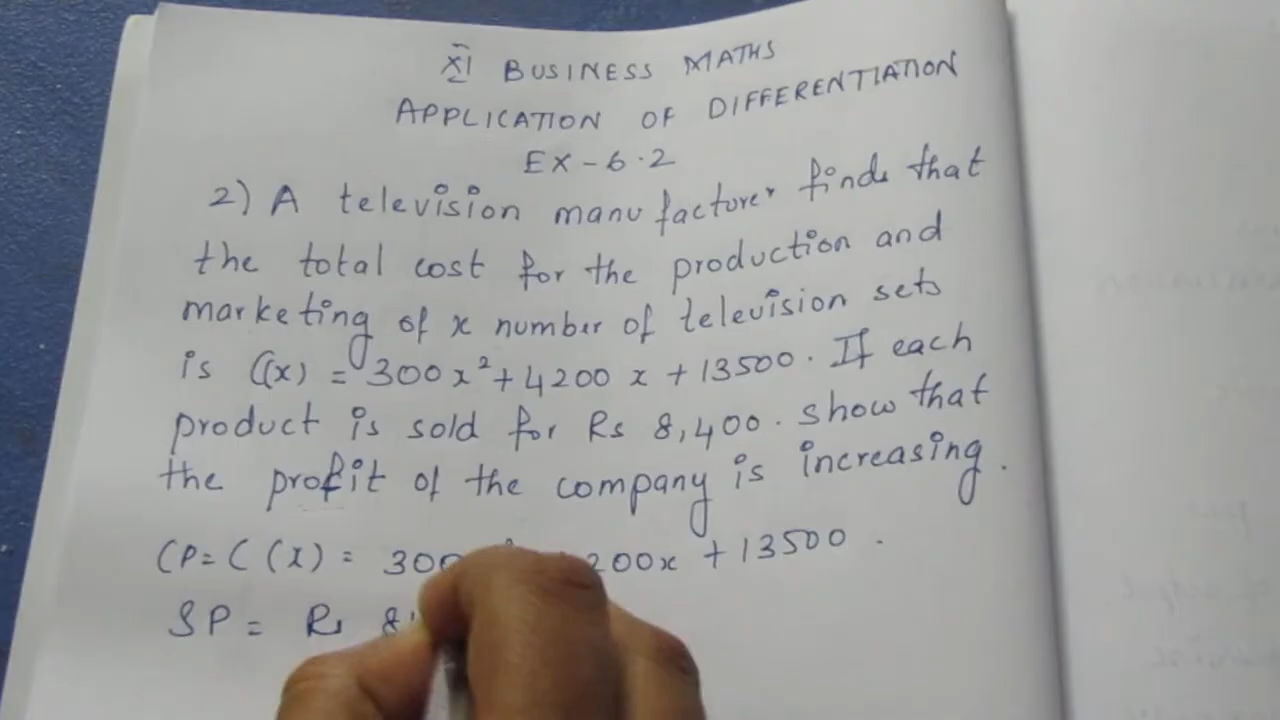 XI BUSINESS MATHS
APPLICATION OF DIFFERENTIATION
EX-6.2
2) A television manufacturer finds that
the total cost for the production and
marketing of x number of television sets
is C(x) = 300x²+4200x+13500. If each
product is sold for Rs 8,400. show that
the profit of the company is increasing.
CP=C(x) = 300 200x +13500.
SP = Rs